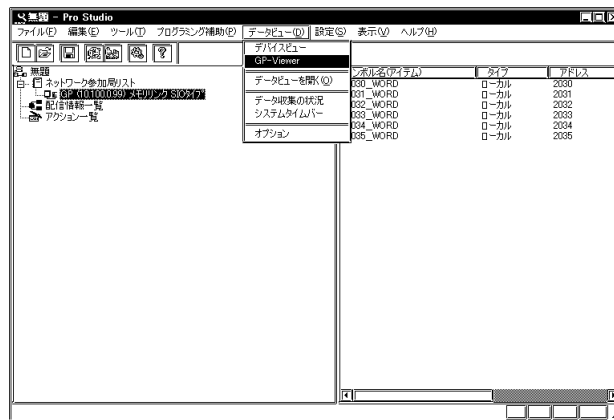 無題 - Pro Studio
ファイル(F) 編集(E) ツール(T) プログラミング補助(P) データビュー(D) 設定(S) 表示(V) ヘルプ(H)
デバイスビュー
GP-Viewer
データビューを開く(O)
データ収集の状況
システムタイムバー
オプション
無題
ネットワーク参加局リスト
GP (10.100.0.99) メモリリンク SIOタイプ
配信情報一覧
アクション一覧
ンボル名(アイテム) タイプ アドレス
030_WORD ローカル 2030
031_WORD ローカル 2031
032_WORD ローカル 2032
033_WORD ローカル 2033
034_WORD ローカル 2034
035_WORD ローカル 2035